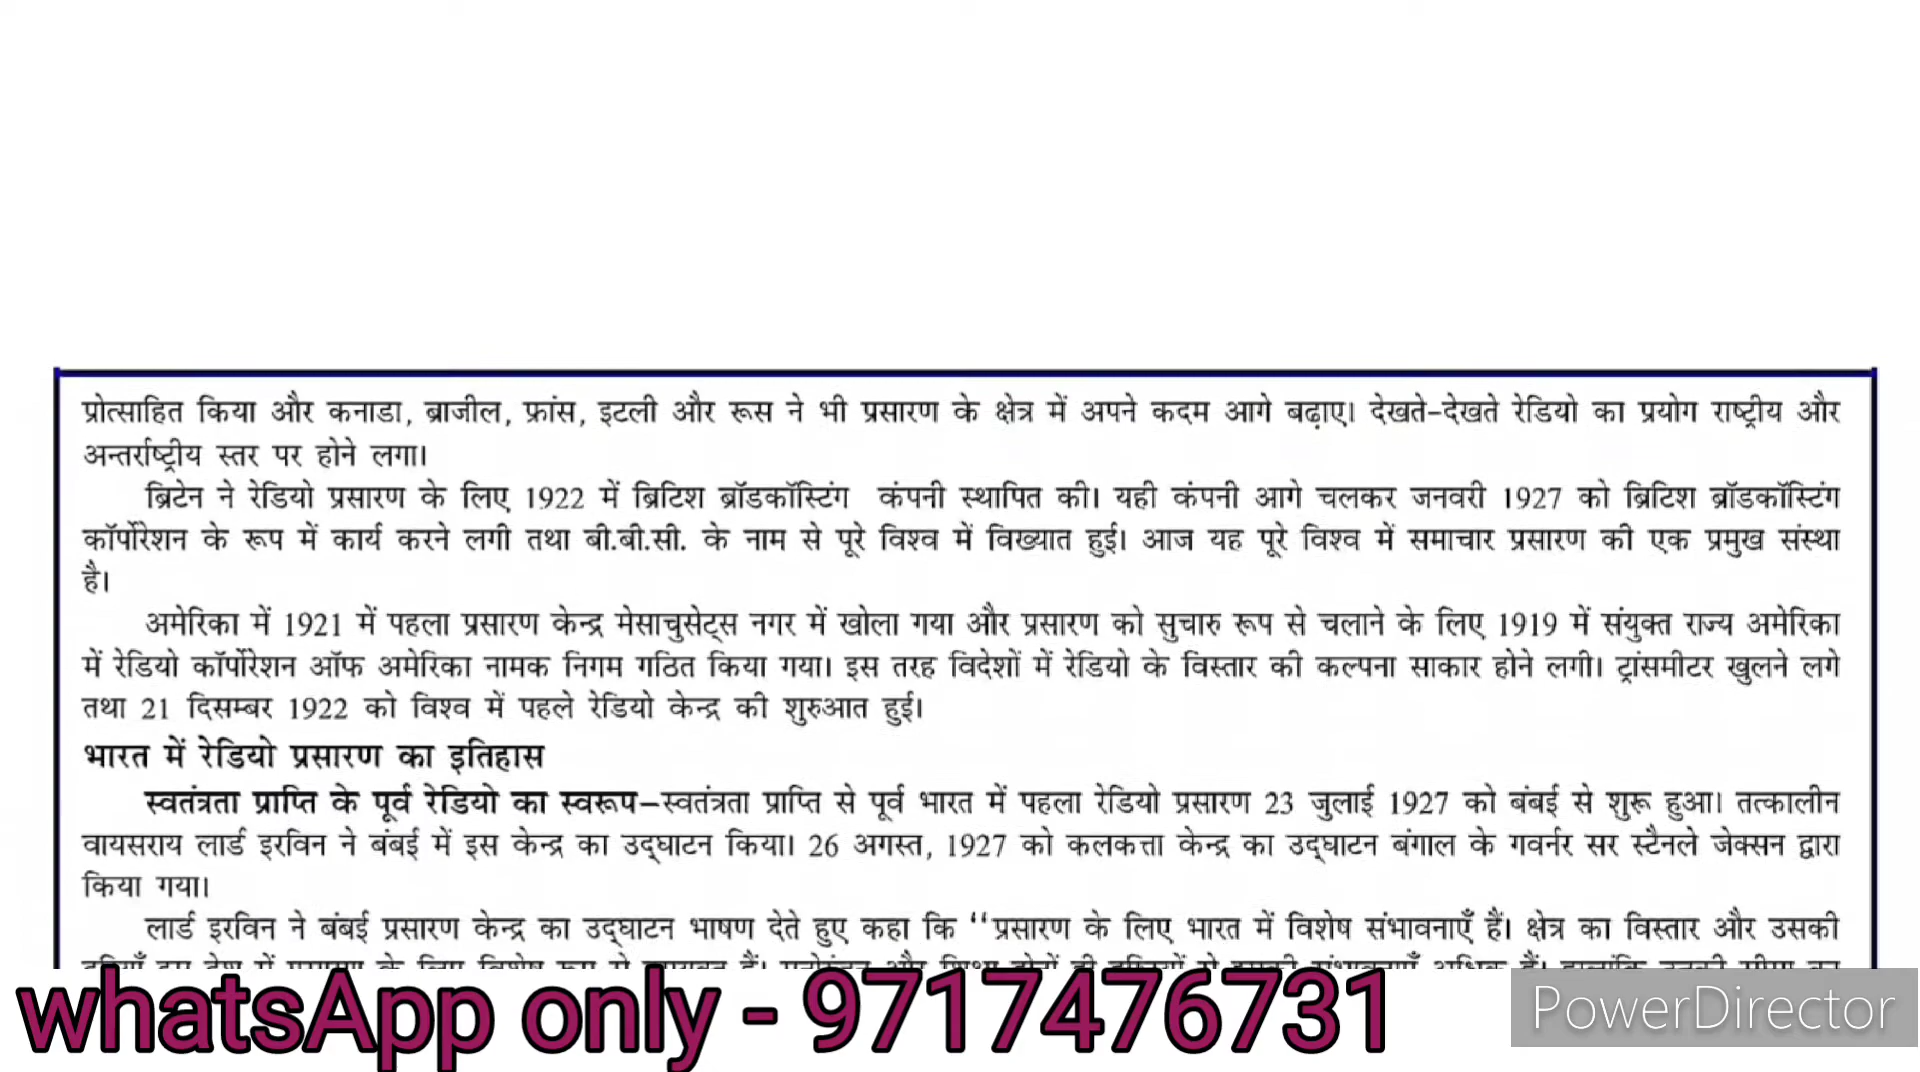 प्रोत्साहित किया और कनाडा, ब्राजील, फ्रांस, इटली और रूस ने भी प्रसारण के क्षेत्र में अपने कदम आगे बढ़ाए। देखते-देखते रेडियो का प्रयोग राष्ट्रीय और
अन्तर्राष्ट्रीय स्तर पर होने लगा।
ब्रिटेन ने रेडियो प्रसारण के लिए 1922 में ब्रिटिश ब्रॉडकॉस्टिंग कंपनी स्थापित की। यही कंपनी आगे चलकर जनवरी 1927 को ब्रिटिश ब्रॉडकॉस्टिंग
कॉर्पोरेशन के रूप में कार्य करने लगी तथा बी.बी.सी. के नाम से पूरे विश्व में विख्यात हुई। आज यह पूरे विश्व में समाचार प्रसारण की एक प्रमुख संस्था
है।
अमेरिका में 1921 में पहला प्रसारण केन्द्र मेसाचुसेट्स नगर में खोला गया और प्रसारण को सुचारु रूप से चलाने के लिए 1919 में संयुक्त राज्य अमेरिका
में रेडियो कॉर्पोरेशन ऑफ अमेरिका नामक निगम गठित किया गया। इस तरह विदेशों में रेडियो के विस्तार की कल्पना साकार होने लगी। ट्रांसमीटर खुलने लगे
तथा 21 दिसम्बर 1922 को विश्व में पहले रेडियो केन्द्र की शुरुआत हुई।
भारत में रेडियो प्रसारण का इतिहास
स्वतंत्रता प्राप्ति के पूर्व रेडियो का स्वरूप–स्वतंत्रता प्राप्ति से पूर्व भारत में पहला रेडियो प्रसारण 23 जुलाई 1927 को बंबई से शुरू हुआ। तत्कालीन
वायसराय लार्ड इरविन ने बंबई में इस केन्द्र का उद्घाटन किया। 26 अगस्त, 1927 को कलकत्ता केन्द्र का उद्घाटन बंगाल के गवर्नर सर स्टैनले जेक्सन द्वारा
किया गया।
लार्ड इरविन ने बंबई प्रसारण केन्द्र का उद्घाटन भाषण देते हुए कहा कि "प्रसारण के लिए भारत में विशेष संभावनाएँ हैं। क्षेत्र का विस्तार और उसकी
whatsApp only - 9717476731
PowerDirector